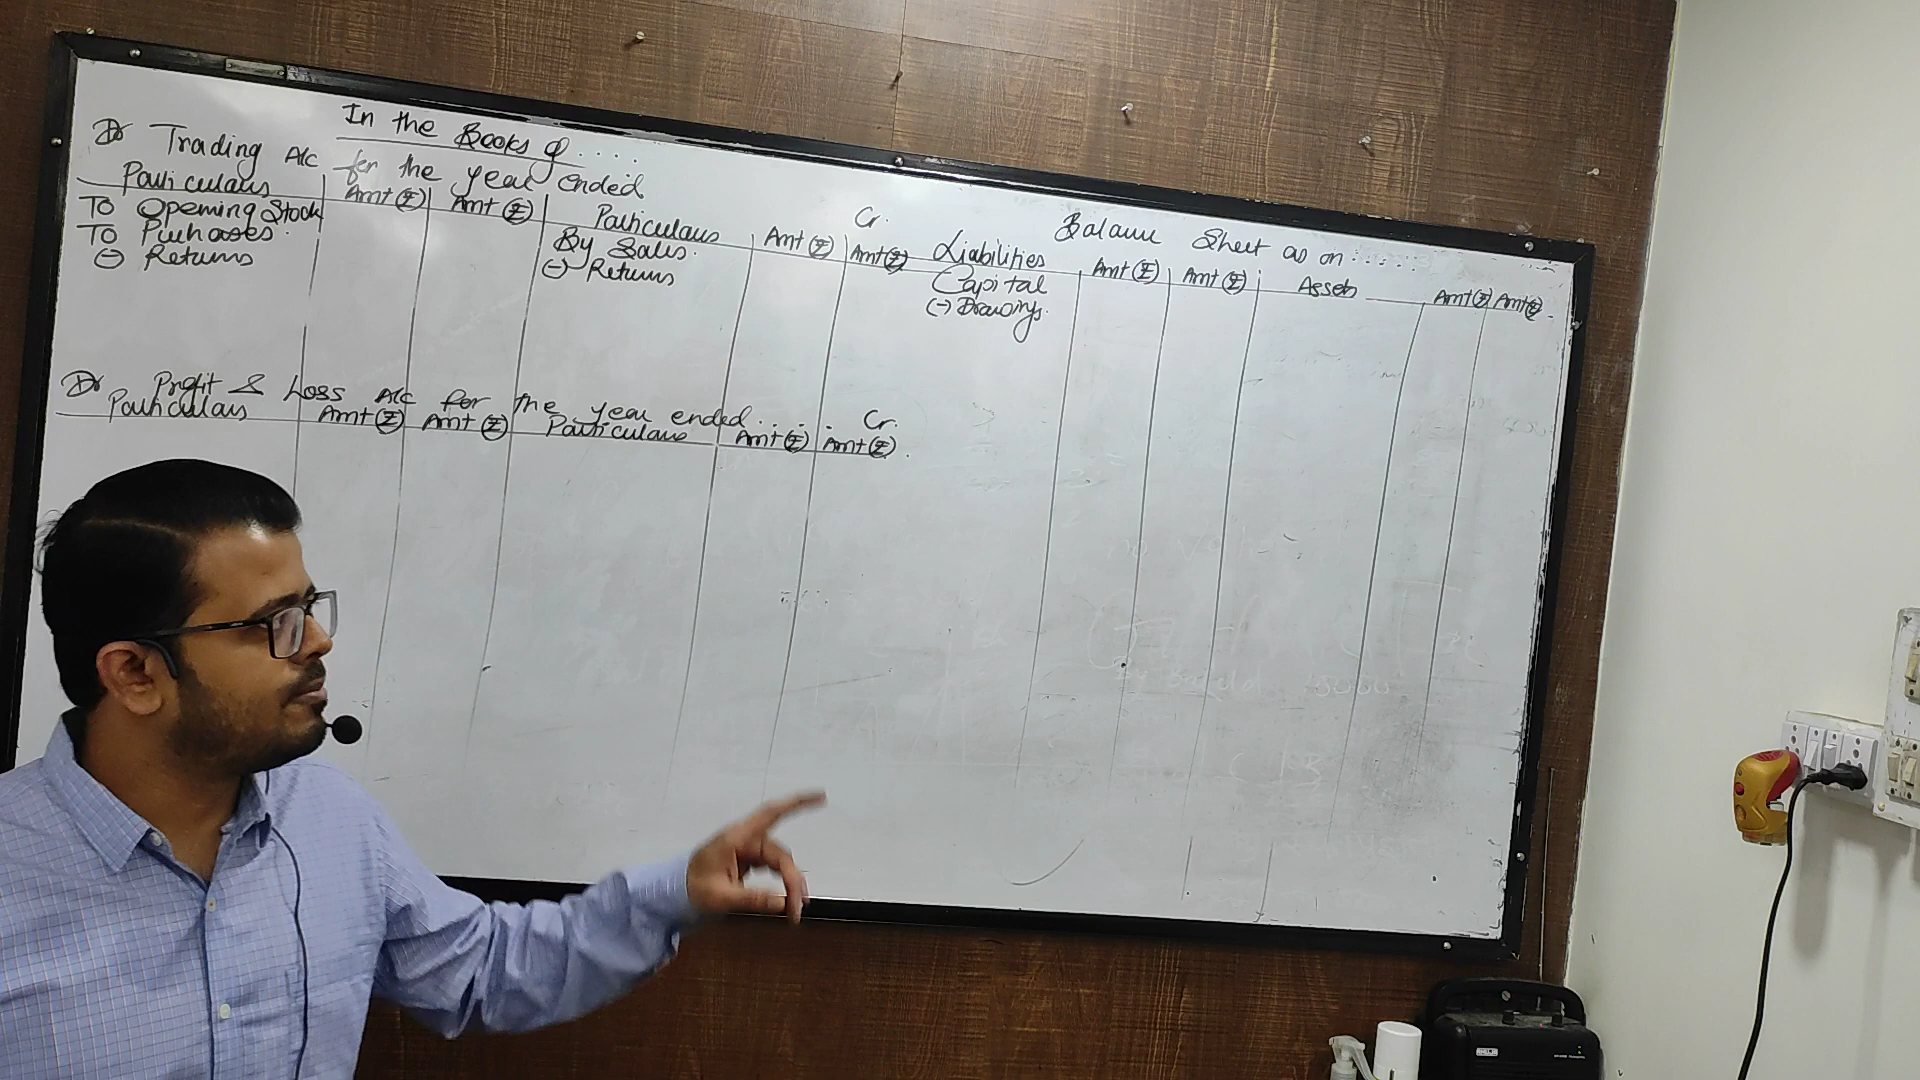 In the Books of ....
Dr Trading A/c for the year ended
Cr.
Particulars Amt (₹) Amt (₹) Particulars Amt (₹) Amt (₹)
To Opening Stock
To Purchases.
(-) Returns
By Sales.
(-) Returns
Dr Profit & Loss A/c for the year ended..... Cr.
Particulars Amt (₹) Amt (₹) Particulars Amt (₹) Amt (₹).
Balance Sheet as on ......
Liabilities Amt (₹) Amt (₹) Assets Amt (₹) Amt (₹).
Capital
(-) Drawings.